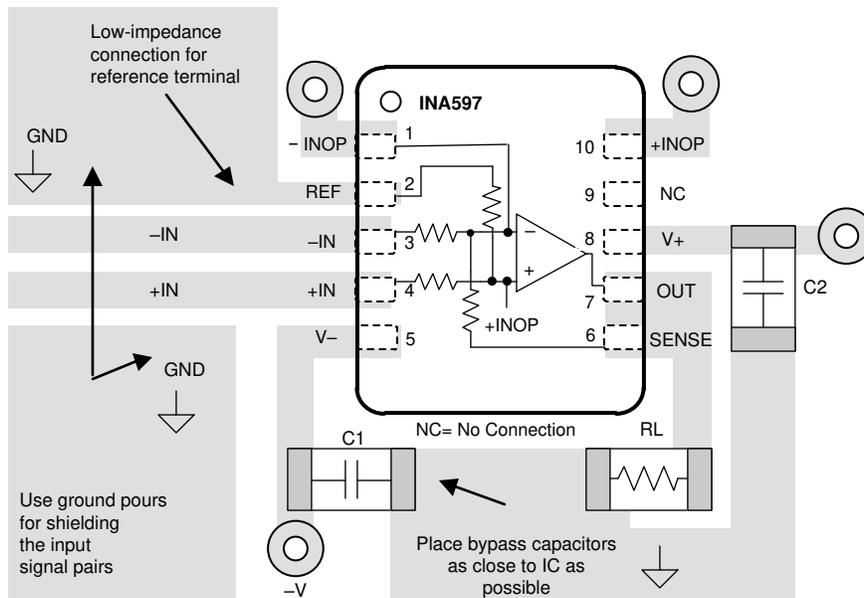 Low-impedance
connection for
reference terminal
GND
INA597
– INOP
1
10
+INOP
REF
2
9
NC
–IN
–IN
3
8
V+
+IN
+IN
4
7
OUT
C2
+INOP
V–
5
6
SENSE
GND
NC= No Connection
C1
RL
Use ground pours
for shielding
the input
signal pairs
Place bypass capacitors
as close to IC as
possible
–V